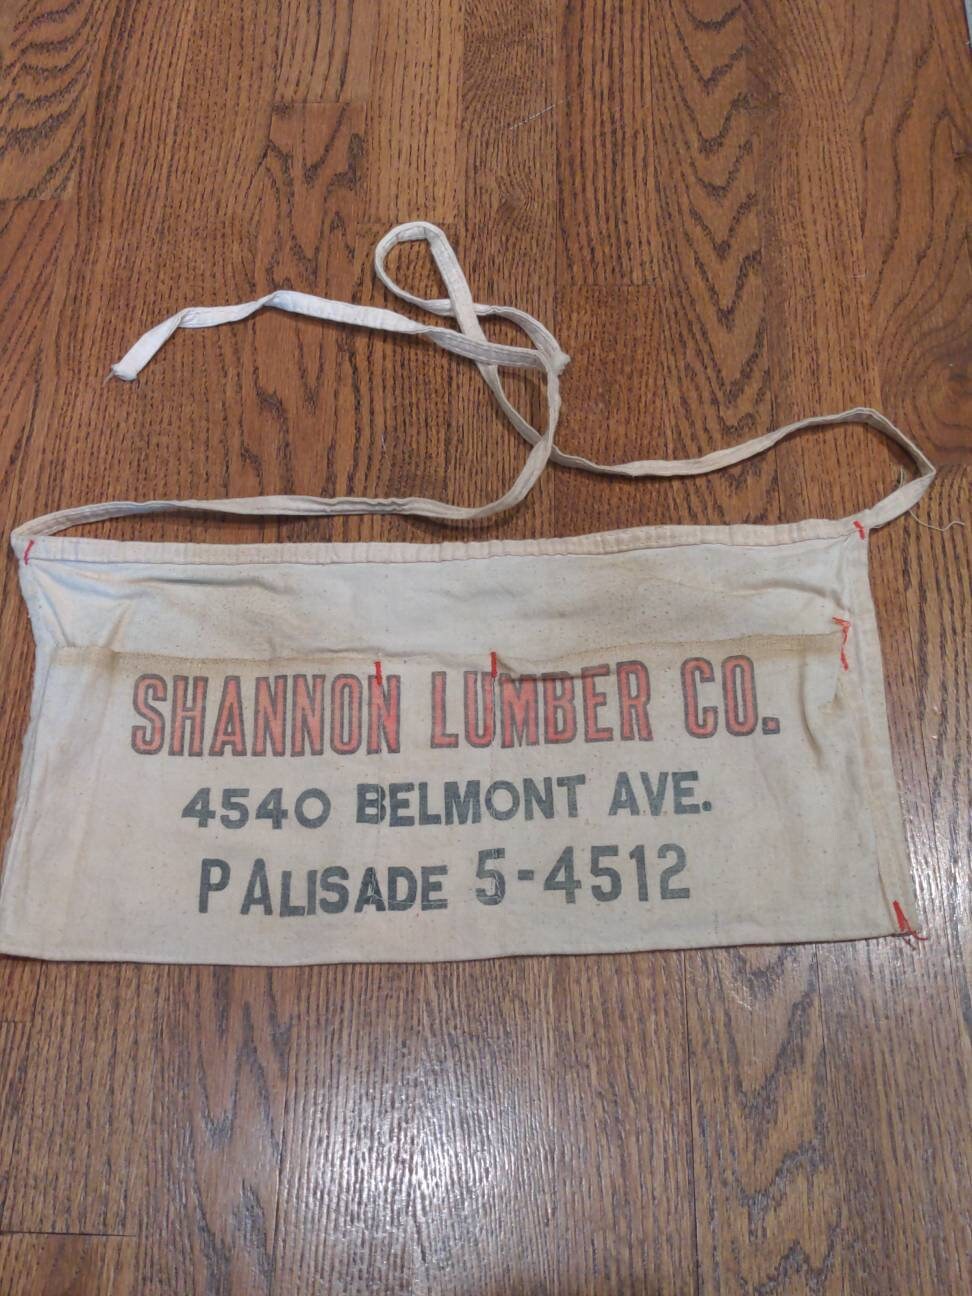 SHANNON LUMBER CO.
4540 BELMONT AVE.
PALISADE 5-4512